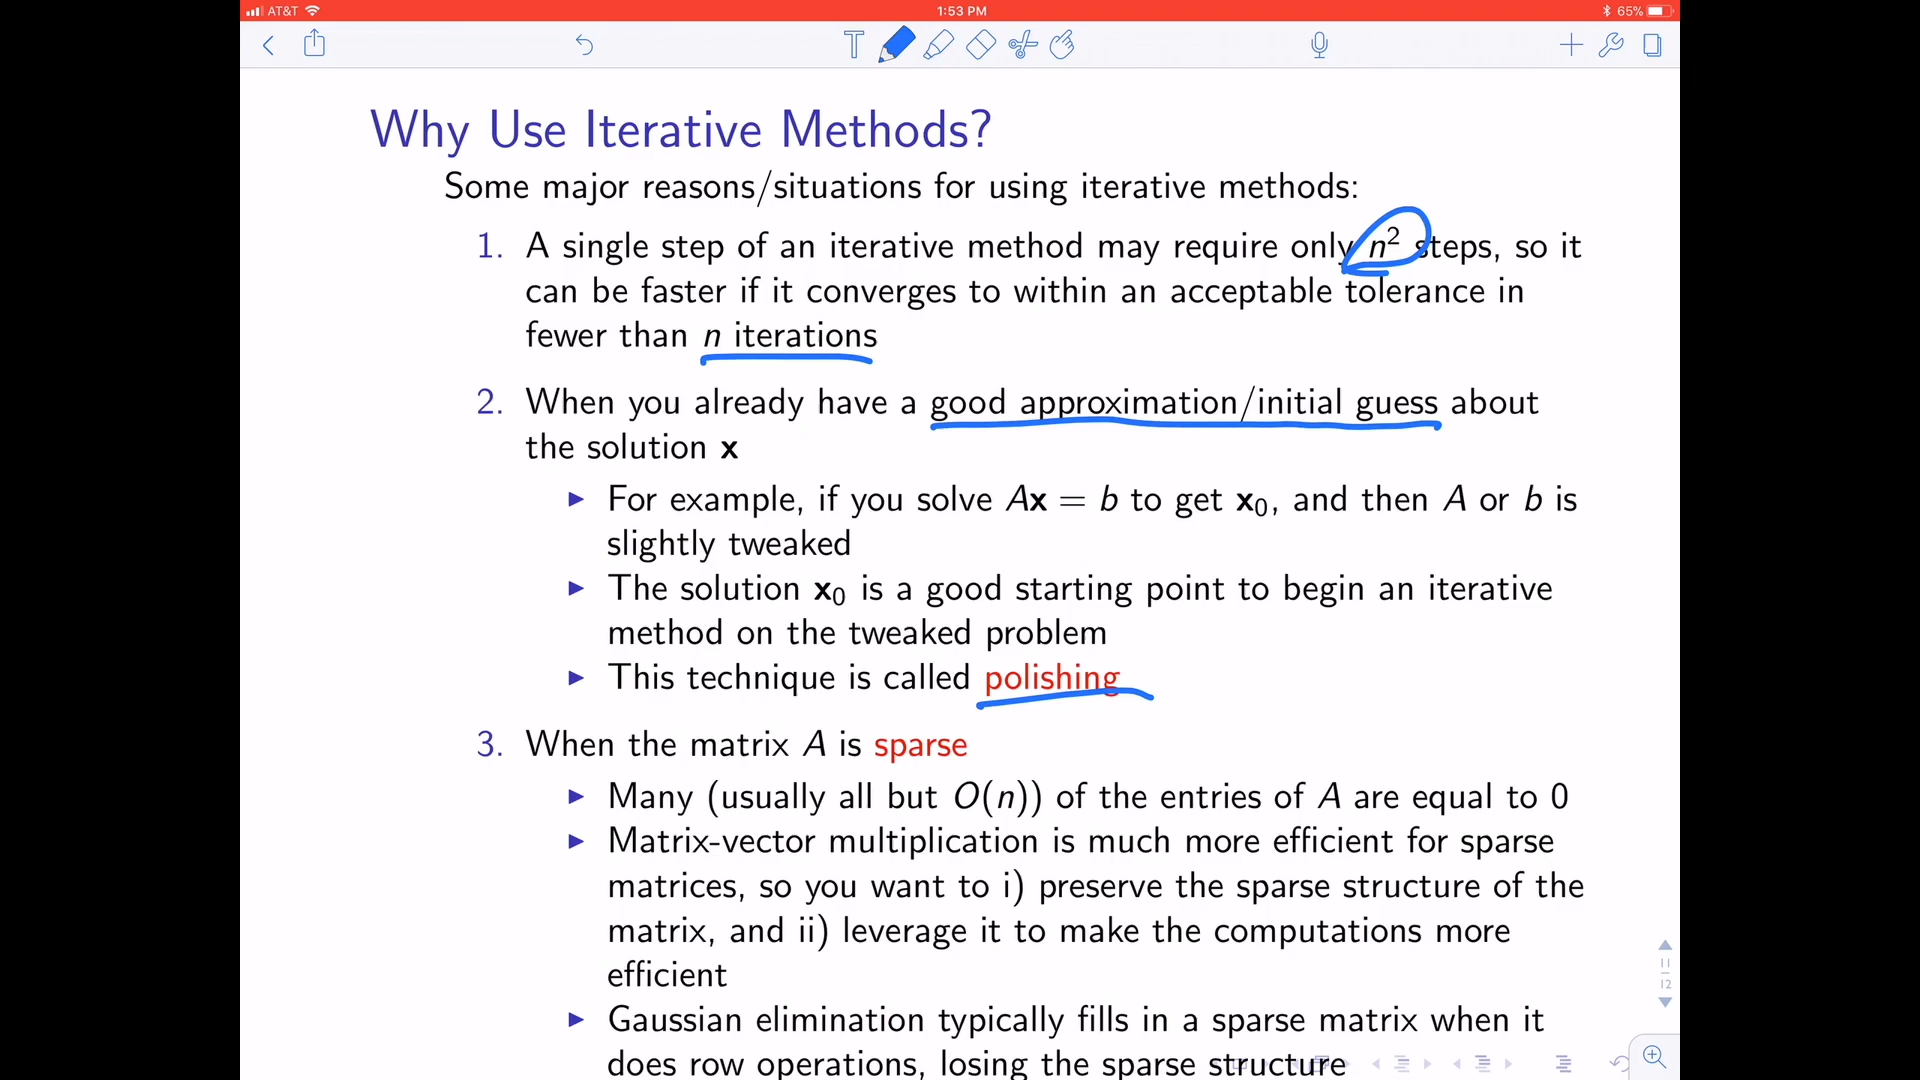 AT&T 1:53 PM 65%
T
Why Use Iterative Methods?
Some major reasons/situations for using iterative methods:
1. A single step of an iterative method may require only n² steps, so it
can be faster if it converges to within an acceptable tolerance in
fewer than n iterations
2. When you already have a good approximation/initial guess about
the solution x
▶ For example, if you solve Ax = b to get x₀, and then A or b is
slightly tweaked
▶ The solution x₀ is a good starting point to begin an iterative
method on the tweaked problem
▶ This technique is called polishing
3. When the matrix A is sparse
▶ Many (usually all but O(n)) of the entries of A are equal to 0
▶ Matrix-vector multiplication is much more efficient for sparse
matrices, so you want to i) preserve the sparse structure of the
matrix, and ii) leverage it to make the computations more
efficient
▶ Gaussian elimination typically fills in a sparse matrix when it
does row operations, losing the sparse structure
11
12